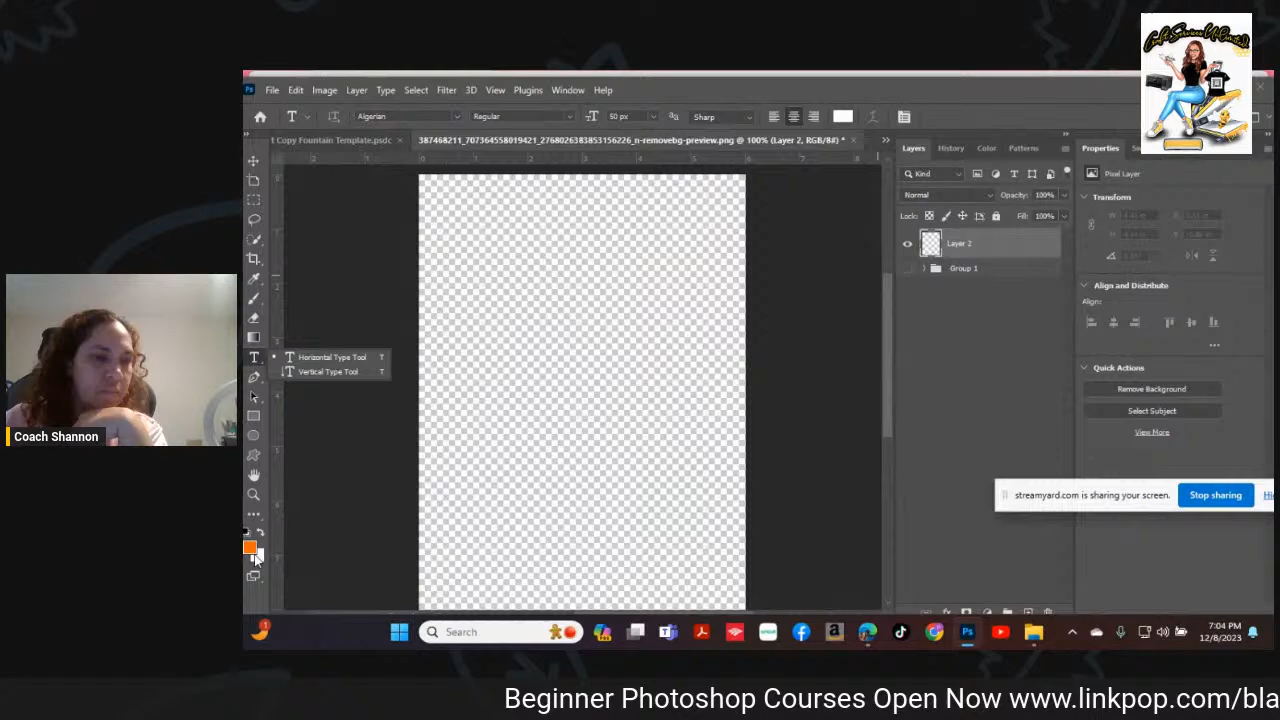 File Edit Image Layer Type Select Filter 3D View Plugins Window Help
Algerian Regular 50 px Sharp
t Copy Fountain Template.psdc × 387468211_707364558019421_2768026383853156226_n-removebg-preview.png @ 100% (Layer 2, RGB/8#) * ×
Layers History Color Patterns
Kind
Normal Opacity: 100%
Lock: Fill: 100%
Layer 2
Group 1
Properties
Pixel Layer
Transform
Align and Distribute
Align:
Quick Actions
Remove Background
Select Subject
View More
Horizontal Type Tool T
Vertical Type Tool T
streamyard.com is sharing your screen. Stop sharing
Coach Shannon
Search
7:04 PM
12/8/2023
Beginner Photoshop Courses Open Now www.linkpop.com/bla